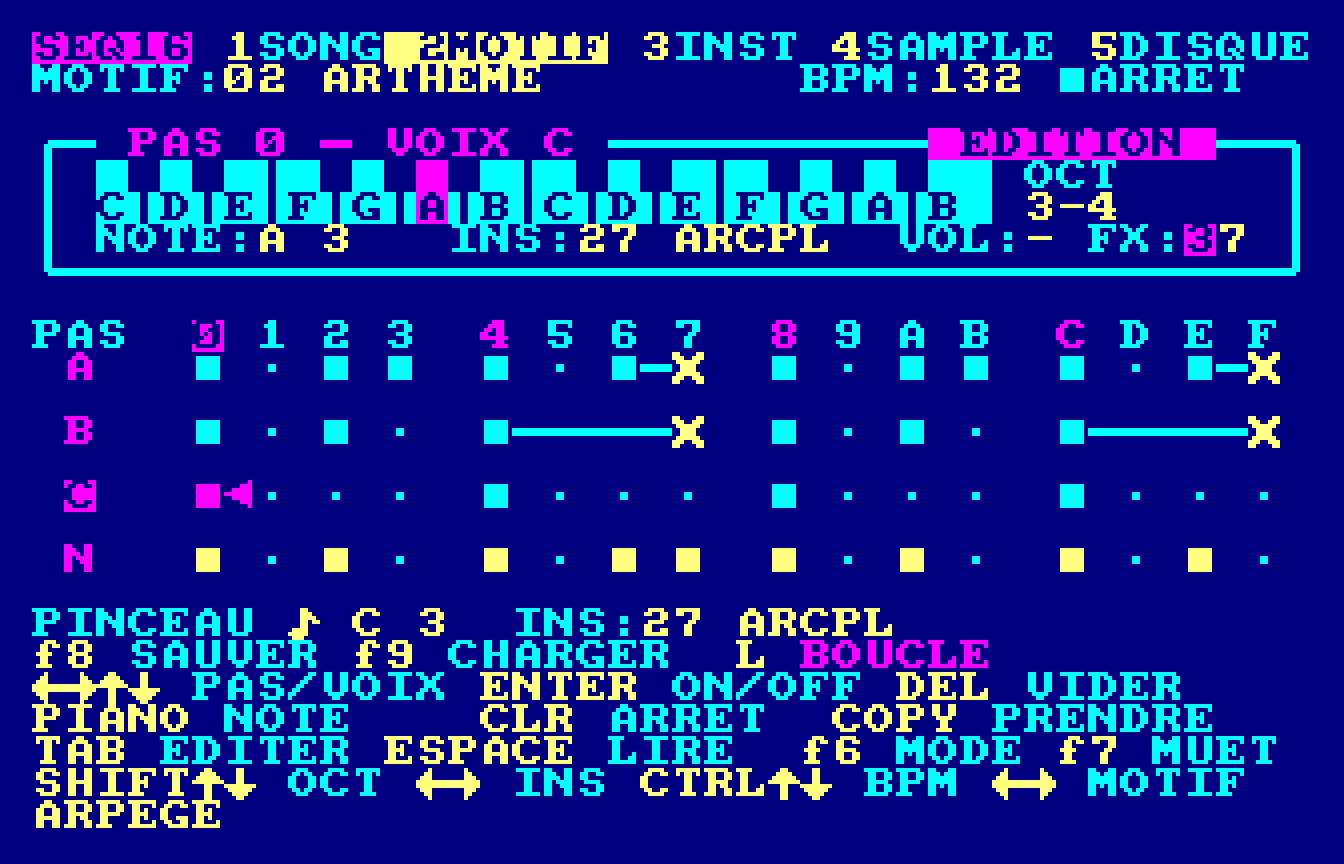 SEQ16 1SONG 2MOTIF 3INST 4SAMPLE 5DISQUE
MOTIF:02 ARTHEME BPM:132 ARRET
PAS 0 - VOIX C EDITION
OCT
C D E F G A B C D E F G A B 3-4
NOTE:A 3 INS:27 ARCPL VOL:- FX:37
PAS 0 1 2 3 4 5 6 7 8 9 A B C D E F
A
B
C
N
PINCEAU ♪ C 3 INS:27 ARCPL
f8 SAUVER f9 CHARGER L BOUCLE
↔↑↓ PAS/VOIX ENTER ON/OFF DEL VIDER
PIANO NOTE CLR ARRET COPY PRENDRE
TAB EDITER ESPACE LIRE f6 MODE f7 MUET
SHIFT↑↓ OCT ↔ INS CTRL↑↓ BPM ↔ MOTIF
ARPEGE